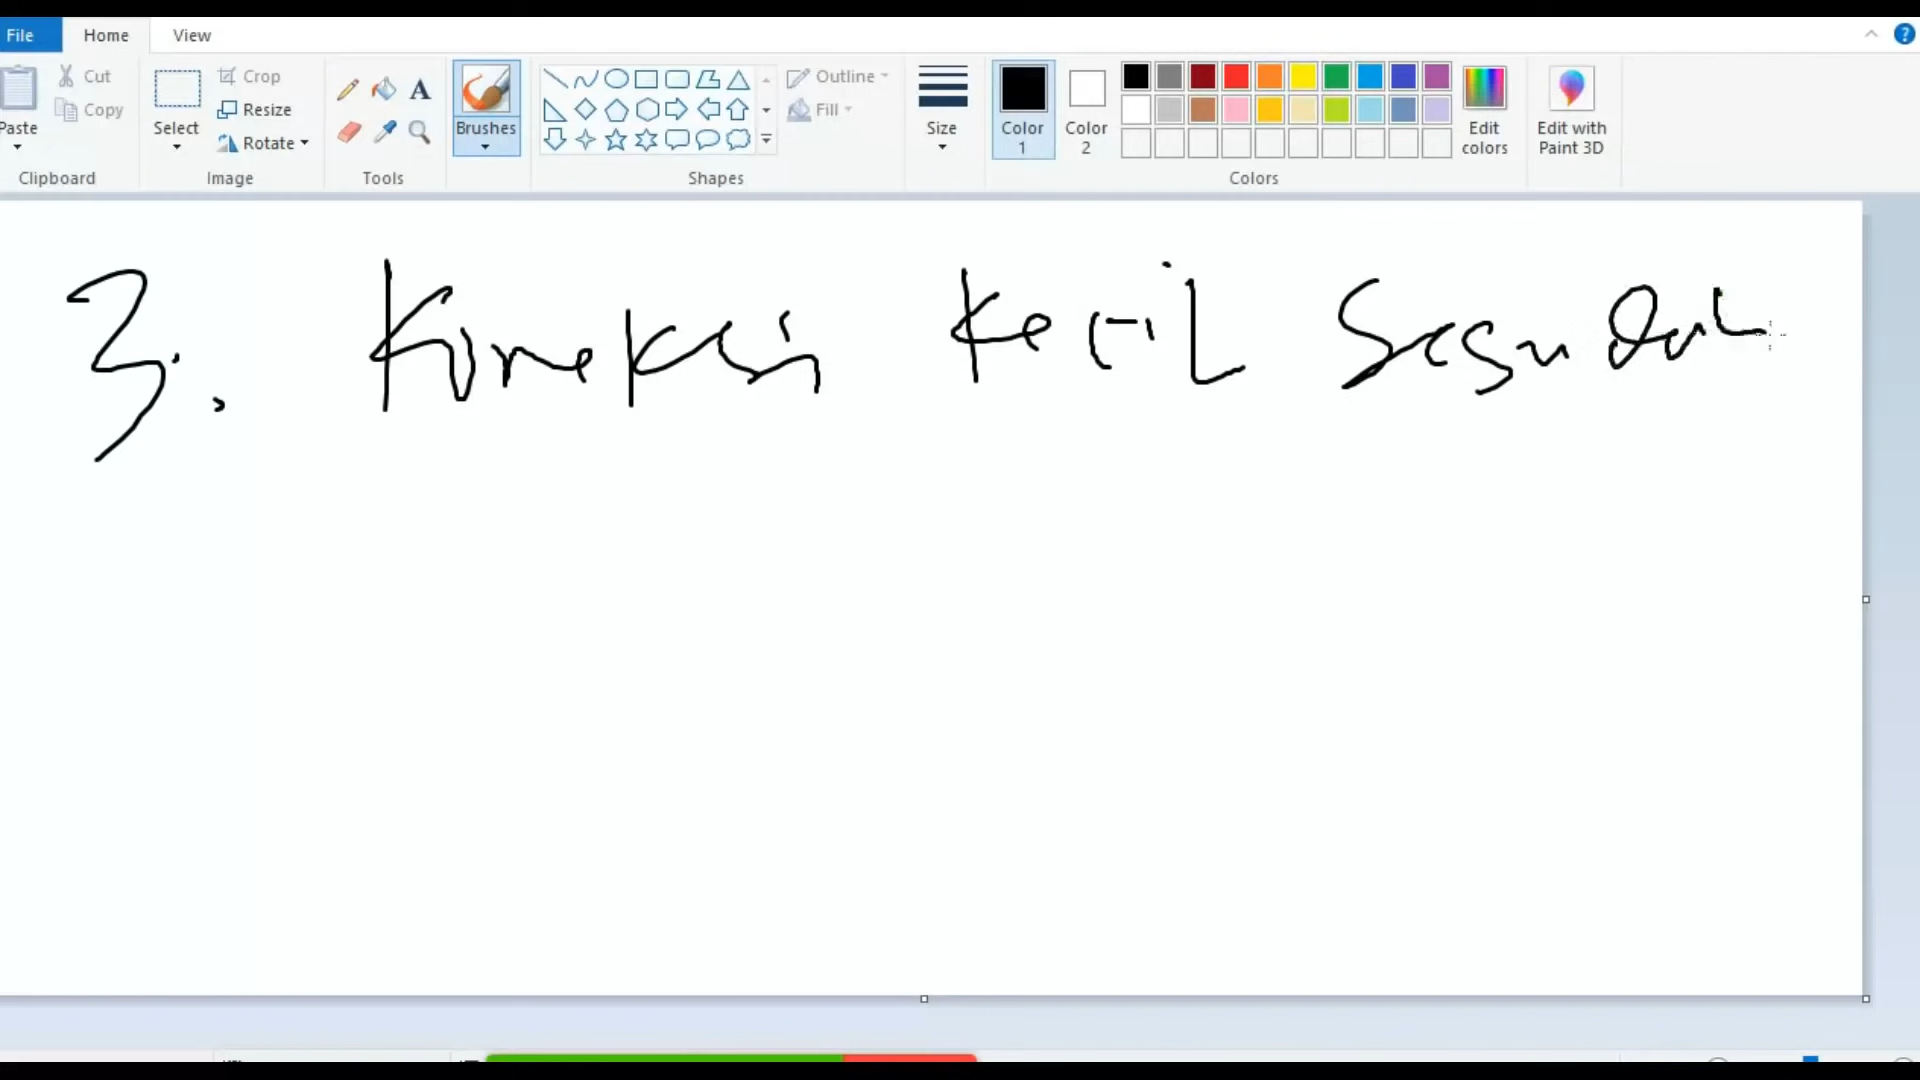 File Home View
Cut Crop Outline
Copy Resize Fill
Paste Select Rotate Brushes Size Color 1 Color 2 Edit colors Edit with Paint 3D
Clipboard Image Tools Shapes Colors
3. Koneksi Kecil Sesudah